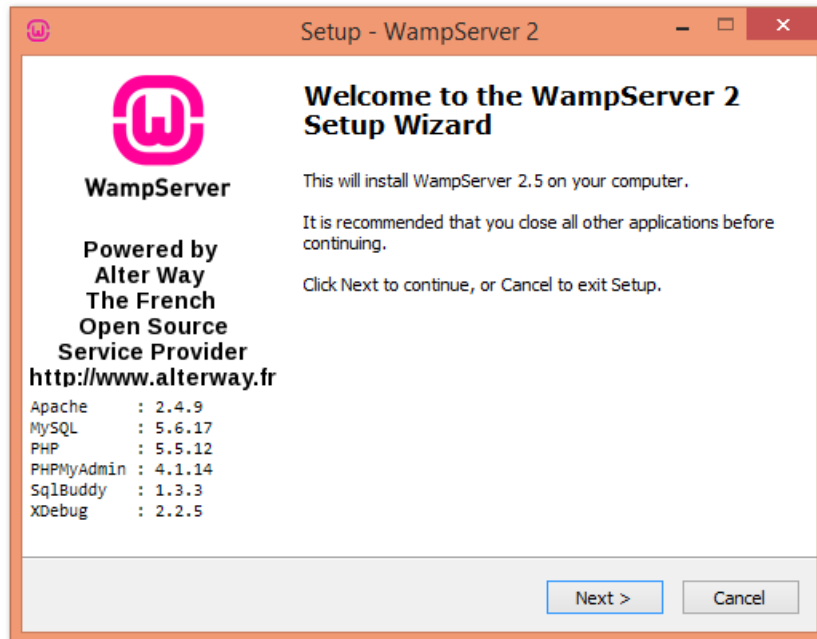 Setup - WampServer 2
WampServer
Powered by
Alter Way
The French
Open Source
Service Provider
http://www.alterway.fr
Apache : 2.4.9
MySQL : 5.6.17
PHP : 5.5.12
PHPMyAdmin : 4.1.14
SqlBuddy : 1.3.3
XDebug : 2.2.5
Welcome to the WampServer 2
Setup Wizard
This will install WampServer 2.5 on your computer.
It is recommended that you close all other applications before
continuing.
Click Next to continue, or Cancel to exit Setup.
Next >
Cancel